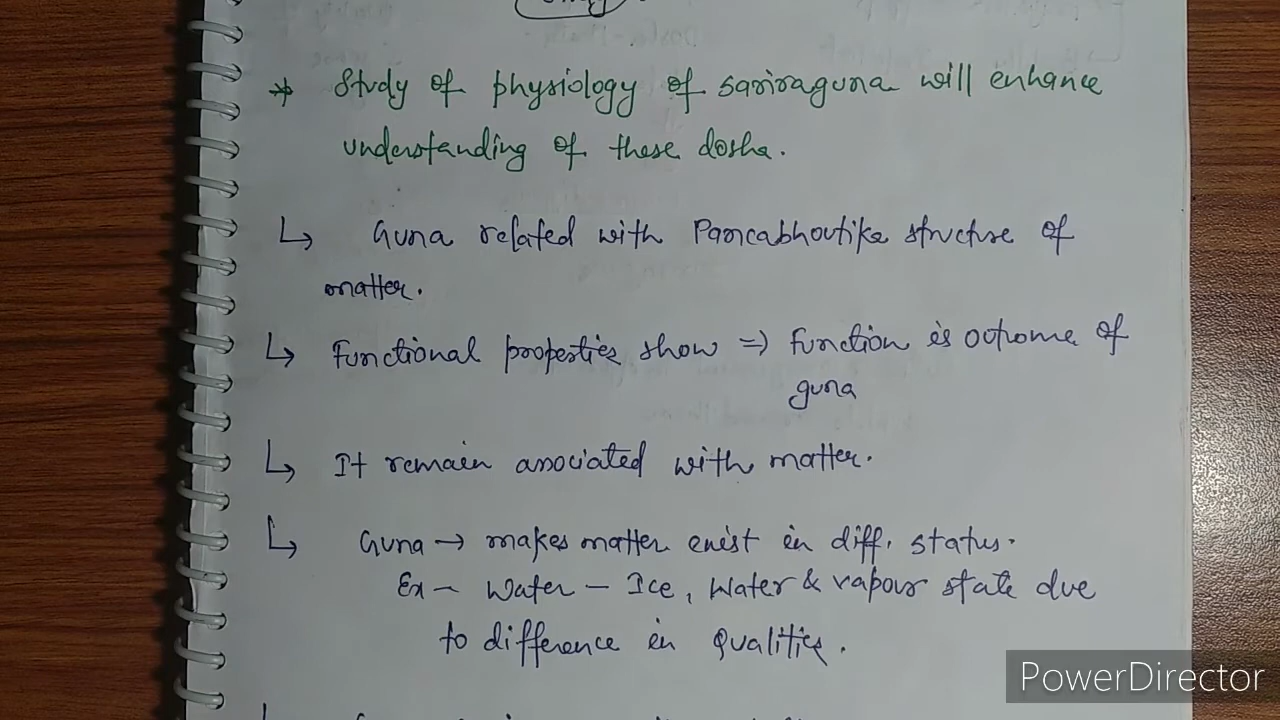 * Study of physiology of sariraguna will enhance
understanding of these dosha.
↳ Guna related with Pancabhoutika structure of
matter.
↳ Functional properties show ⇒ Function is outcome of
guna
↳ It remain associated with matter.
↳ Guna → makes matter exist in diff. status.
Ex – Water – Ice, Water & vapour state due
to difference in Qualities.
PowerDirector